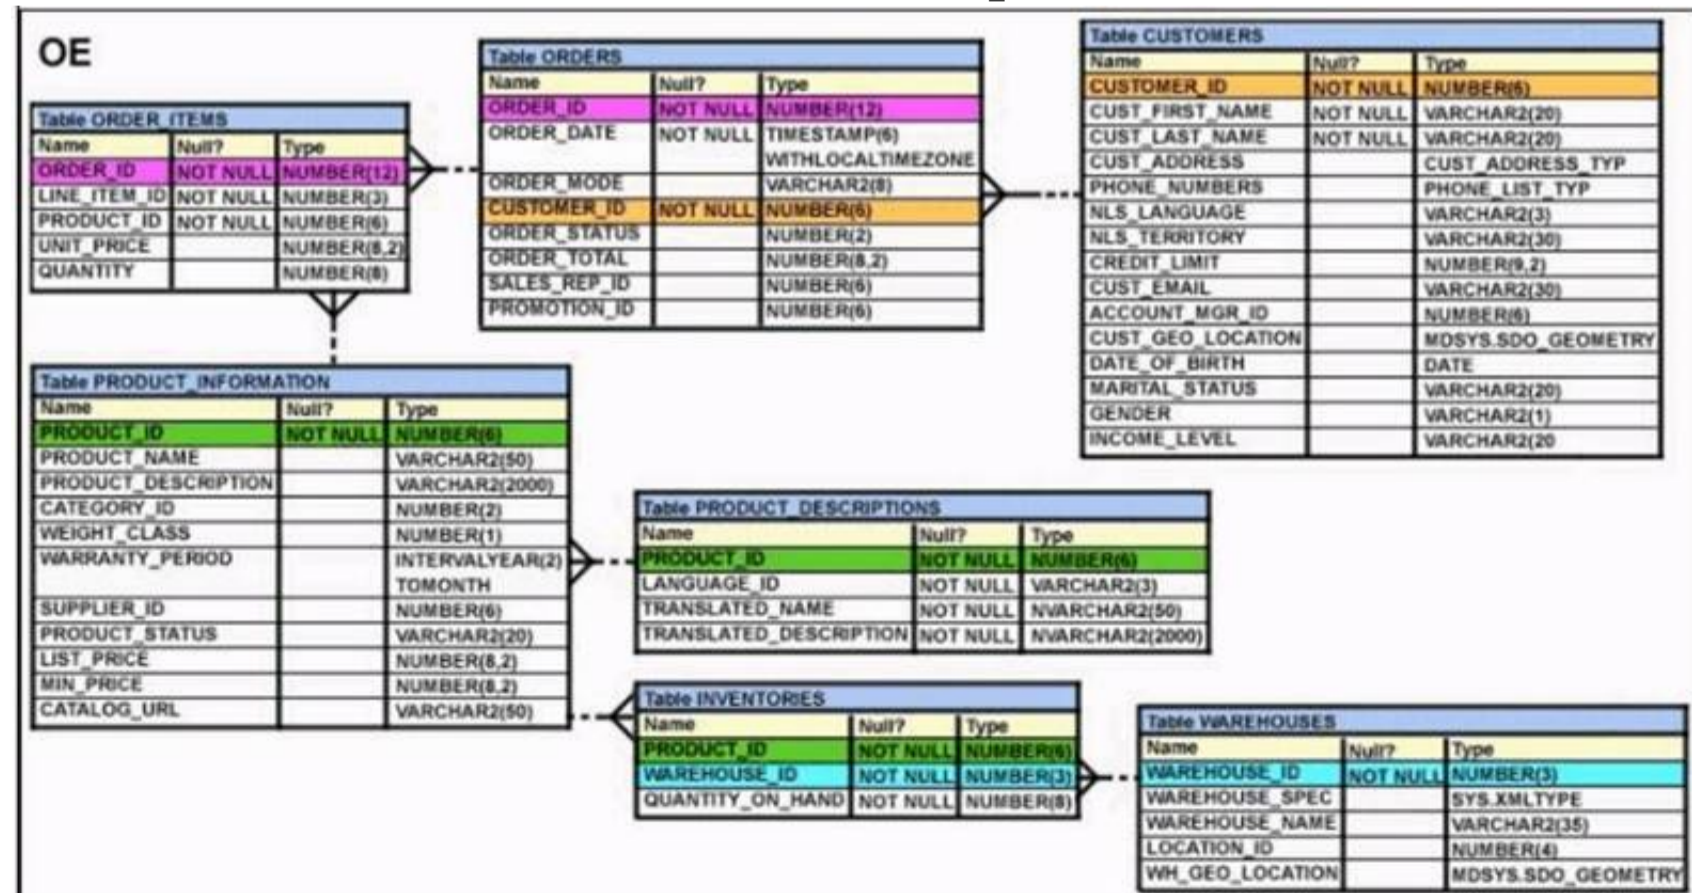 OE
Table ORDER_ITEMS
Name Null? Type
ORDER_ID NOT NULL NUMBER(12)
LINE_ITEM_ID NOT NULL NUMBER(3)
PRODUCT_ID NOT NULL NUMBER(6)
UNIT_PRICE NUMBER(8,2)
QUANTITY NUMBER(8)
Table ORDERS
Name Null? Type
ORDER_ID NOT NULL NUMBER(12)
ORDER_DATE NOT NULL TIMESTAMP(6)
WITHLOCALTIMEZONE
ORDER_MODE VARCHAR2(8)
CUSTOMER_ID NOT NULL NUMBER(6)
ORDER_STATUS NUMBER(2)
ORDER_TOTAL NUMBER(8,2)
SALES_REP_ID NUMBER(6)
PROMOTION_ID NUMBER(6)
Table CUSTOMERS
Name Null? Type
CUSTOMER_ID NOT NULL NUMBER(6)
CUST_FIRST_NAME NOT NULL VARCHAR2(20)
CUST_LAST_NAME NOT NULL VARCHAR2(20)
CUST_ADDRESS CUST_ADDRESS_TYP
PHONE_NUMBERS PHONE_LIST_TYP
NLS_LANGUAGE VARCHAR2(3)
NLS_TERRITORY VARCHAR2(30)
CREDIT_LIMIT NUMBER(9,2)
CUST_EMAIL VARCHAR2(30)
ACCOUNT_MGR_ID NUMBER(6)
CUST_GEO_LOCATION MDSYS.SDO_GEOMETRY
DATE_OF_BIRTH DATE
MARITAL_STATUS VARCHAR2(20)
GENDER VARCHAR2(1)
INCOME_LEVEL VARCHAR2(20
Table PRODUCT_INFORMATION
Name Null? Type
PRODUCT_ID NOT NULL NUMBER(6)
PRODUCT_NAME VARCHAR2(50)
PRODUCT_DESCRIPTION VARCHAR2(2000)
CATEGORY_ID NUMBER(2)
WEIGHT_CLASS NUMBER(1)
WARRANTY_PERIOD INTERVALYEAR(2)
TOMONTH
SUPPLIER_ID NUMBER(6)
PRODUCT_STATUS VARCHAR2(20)
LIST_PRICE NUMBER(8,2)
MIN_PRICE NUMBER(8,2)
CATALOG_URL VARCHAR2(50)
Table PRODUCT_DESCRIPTIONS
Name Null? Type
PRODUCT_ID NOT NULL NUMBER(6)
LANGUAGE_ID NOT NULL VARCHAR2(3)
TRANSLATED_NAME NOT NULL NVARCHAR2(50)
TRANSLATED_DESCRIPTION NOT NULL NVARCHAR2(2000)
Table INVENTORIES
Name Null? Type
PRODUCT_ID NOT NULL NUMBER(6)
WAREHOUSE_ID NOT NULL NUMBER(3)
QUANTITY_ON_HAND NOT NULL NUMBER(8)
Table WAREHOUSES
Name Null? Type
WAREHOUSE_ID NOT NULL NUMBER(3)
WAREHOUSE_SPEC SYS.XMLTYPE
WAREHOUSE_NAME VARCHAR2(35)
LOCATION_ID NUMBER(4)
WH_GEO_LOCATION MDSYS.SDO_GEOMETRY